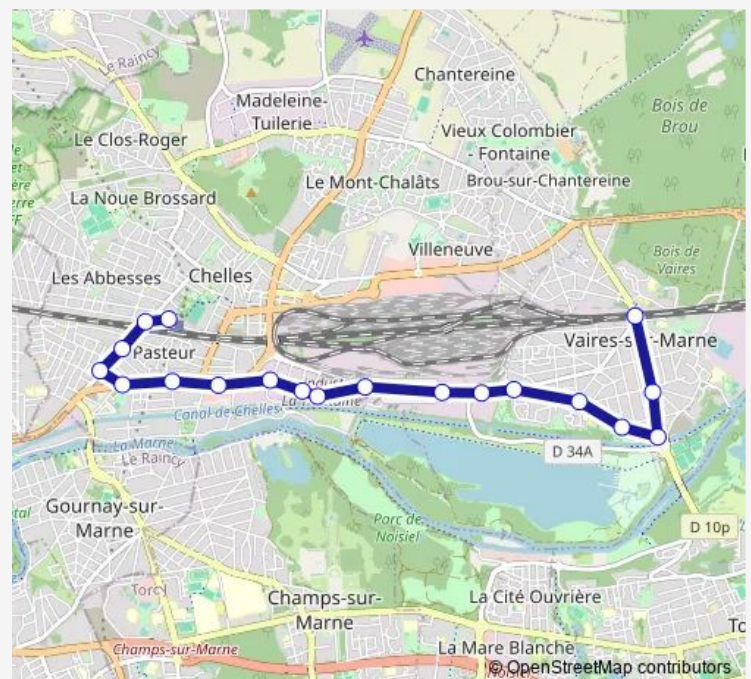 Le Raincy
Chantereine
Madeleine-
Tuilerie
Bois de
Brou
Le Clos-Roger
Vieux Colombier
- Fontaine
Le Mont-Chalâts
Brou-sur-Chantereine
La Noue Brossard
Villeneuve
Bois de
Vaires
Les Abbesses
Chelles
Pasteur
Vaires-s r-Marne
Canal de Chelles
La Marne
Le Raincy
D 34A
Gournay-sur-
Marne
Parc de
Noisiel
D 10p
Torcy
Champs-sur-
Marne
La Cité Ouvrière
Champs-sur-Marne
La Mare Blanche
© OpenStreetMap contributors